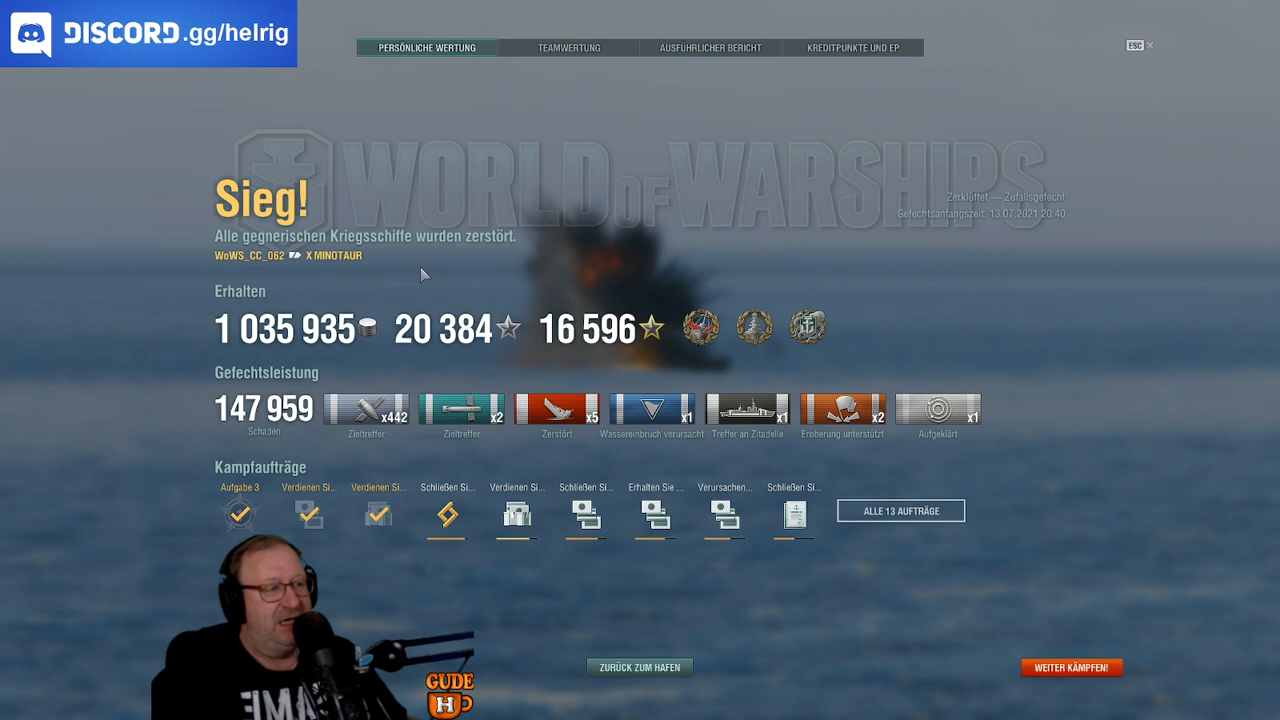 DISCORD.gg/helrig
PERSÖNLICHE WERTUNG
TEAMWERTUNG
AUSFÜHRLICHER BERICHT
KREDITPUNKTE UND EP
ESC
WORLD OF WARSHIPS
Sieg!
Zerklüftet — Zufallsgefecht
Gefechtsanfangszeit: 13.07.2021 20:40
Alle gegnerischen Kriegsschiffe wurden zerstört.
WoWS_CC_062 X MINOTAUR
Erhalten
1 035 935 20 384 16 596
Gefechtsleistung
147 959 x442 x2 x5 x1 x1 x2 x1
Schaden Zieltreffer Zieltreffer Zerstört Wassereinbruch verursacht Treffer an Zitadelle Eroberung unterstützt Aufgeklärt
Kampfaufträge
Aufgabe 3 Verdienen Si... Verdienen Si... Schließen Si... Verdienen Si... Schließen Si... Erhalten Sie ... Verursachen... Schließen Si...
ALLE 13 AUFTRÄGE
ZURÜCK ZUM HAFEN
WEITER KÄMPFEN!
GUDE
H